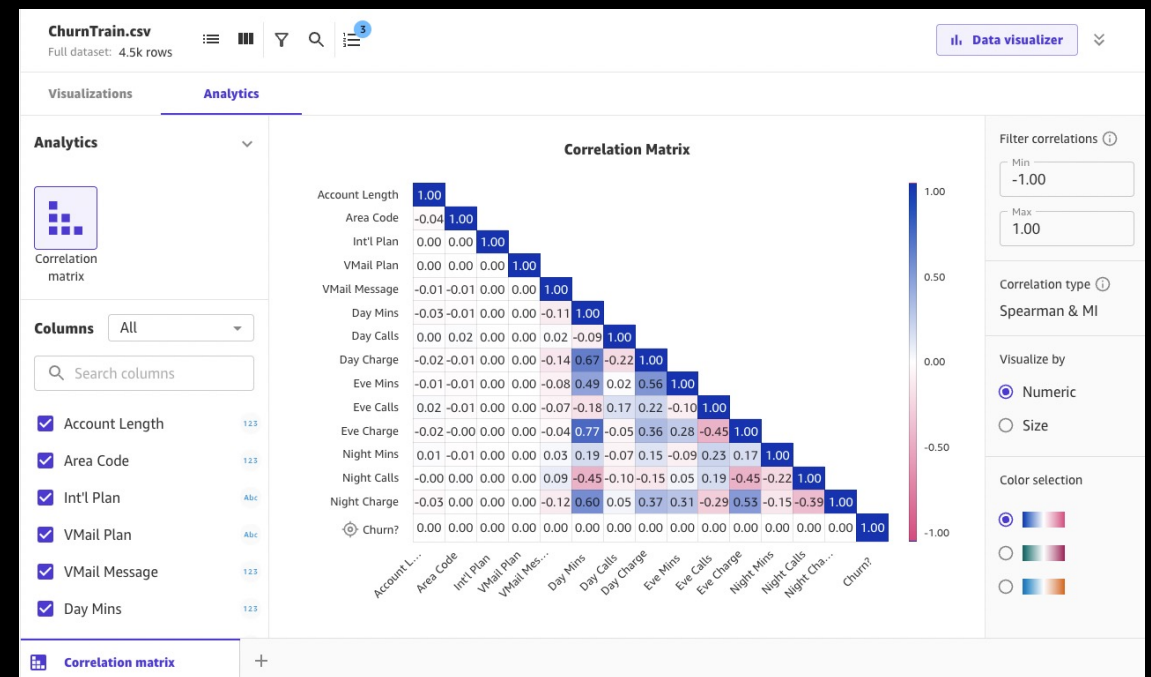 ChurnTrain.csv
Full dataset: 4.5k rows
3
Data visualizer
Visualizations
Analytics
Analytics
Correlation
matrix
Columns
All
Search columns
Account Length 123
Area Code 123
Int'l Plan Abc
VMail Plan Abc
VMail Message 123
Day Mins 123
Correlation Matrix
Account Length 1.00
Area Code -0.04 1.00
Int'l Plan 0.00 0.00 1.00
VMail Plan 0.00 0.00 0.00 1.00
VMail Message -0.01 -0.01 0.00 0.00 1.00
Day Mins -0.03 -0.01 0.00 0.00 -0.11 1.00
Day Calls 0.00 0.02 0.00 0.00 0.02 -0.09 1.00
Day Charge -0.02 -0.01 0.00 0.00 -0.14 0.67 -0.22 1.00
Eve Mins -0.01 -0.01 0.00 0.00 -0.08 0.49 0.02 0.56 1.00
Eve Calls 0.02 -0.01 0.00 0.00 -0.07 -0.18 0.17 0.22 -0.10 1.00
Eve Charge -0.02 -0.00 0.00 0.00 -0.04 0.77 -0.05 0.36 0.28 -0.45 1.00
Night Mins 0.01 -0.01 0.00 0.00 0.03 0.19 -0.07 0.15 -0.09 0.23 0.17 1.00
Night Calls -0.00 0.00 0.00 0.00 0.09 -0.45 -0.10 -0.15 0.05 0.19 -0.45 -0.22 1.00
Night Charge -0.03 0.00 0.00 0.00 -0.12 0.60 0.05 0.37 0.31 -0.29 0.53 -0.15 -0.39 1.00
Churn? 0.00 0.00 0.00 0.00 0.00 0.00 0.00 0.00 0.00 0.00 0.00 0.00 0.00 0.00 1.00
Account L...
Area Code
Int'l Plan
VMail Plan
VMail Mes...
Day Mins
Day Calls
Day Charge
Eve Mins
Eve Calls
Eve Charge
Night Mins
Night Calls
Night Cha...
Churn?
1.00
0.50
0.00
-0.50
-1.00
Filter correlations
Min
-1.00
Max
1.00
Correlation type
Spearman & MI
Visualize by
Numeric
Size
Color selection
Correlation matrix